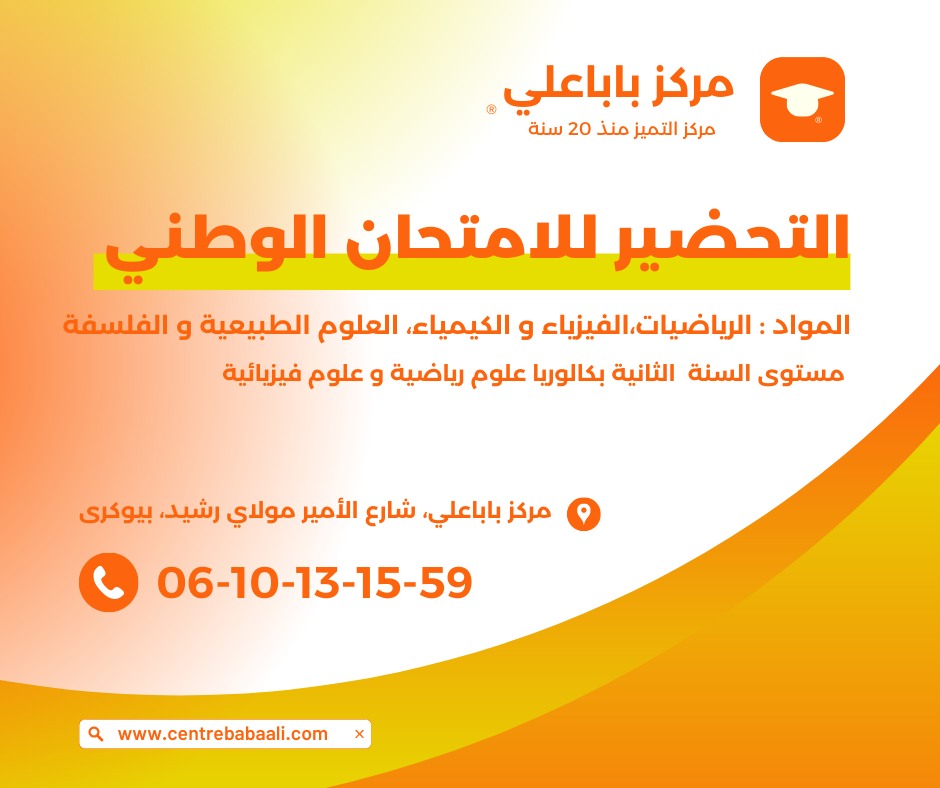 مركز باباعلي
®
مركز التميز منذ 20 سنة
®
التحضير للامتحان الوطني
المواد : الرياضيات،الفيزياء و الكيمياء، العلوم الطبيعية و الفلسفة
مستوى السنة الثانية بكالوريا علوم رياضية و علوم فيزيائية
مركز باباعلي، شارع الأمير مولاي رشيد، بيوكرى
06-10-13-15-59
www.centrebabaali.com